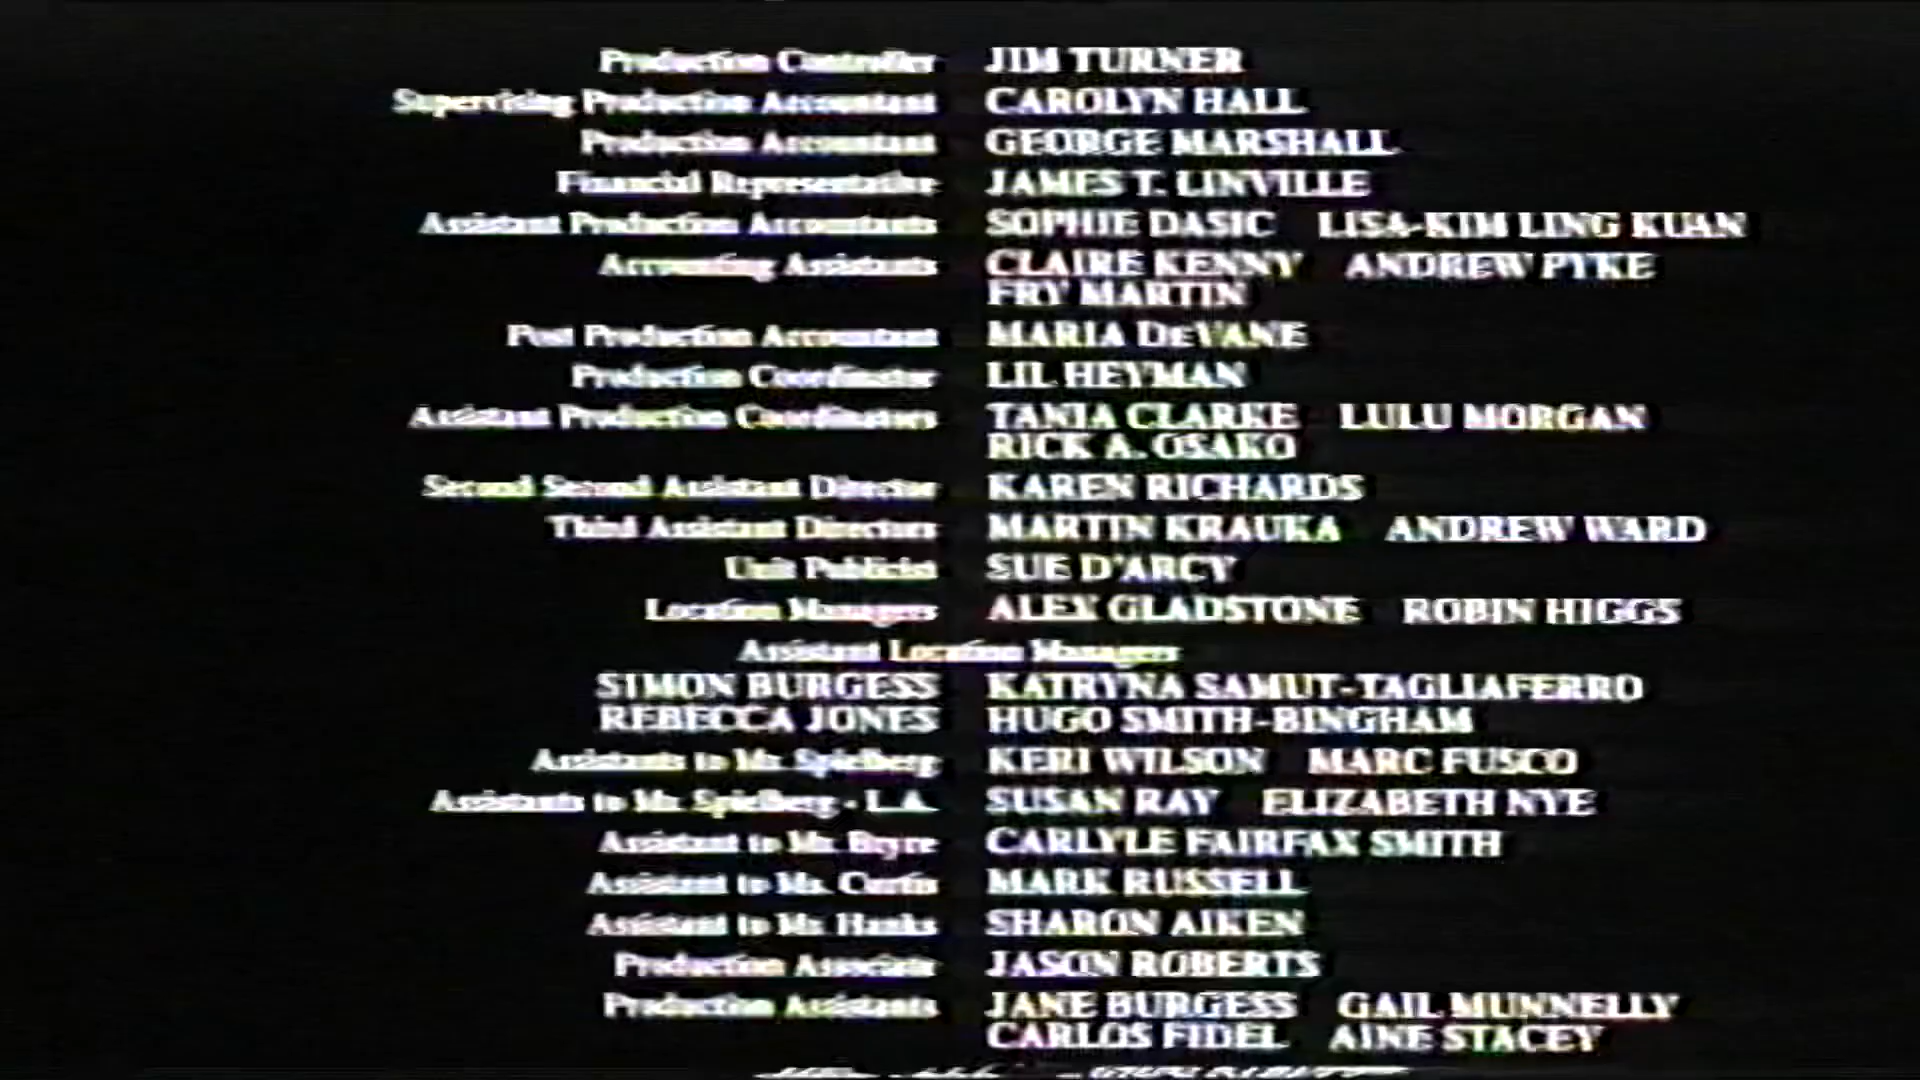 Production Controller JIM TURNER
Supervising Production Accountant CAROLYN HALL
Production Accountant GEORGE MARSHALL
Financial Representative JAMES T. LINVILLE
Assistant Production Accountants SOPHIE DASIC LISA-KIM LING KUAN
Accounting Assistants CLAIRE KENNY ANDREW PYKE
FRY MARTIN
Post Production Accountant MARIA DeVANE
Production Coordinator LIL HEYMAN
Assistant Production Coordinators TANIA CLARKE LULU MORGAN
RICK A. OSAKO
Second Second Assistant Director KAREN RICHARDS
Third Assistant Directors MARTIN KRAUKA ANDREW WARD
Unit Publicist SUE D'ARCY
Location Managers ALEX GLADSTONE ROBIN HIGGS
Assistant Location Managers
SIMON BURGESS KATRYNA SAMUT-TAGLIAFERRO
REBECCA JONES HUGO SMITH-BINGHAM
Assistants to Mr. Spielberg KERI WILSON MARC FUSCO
Assistants to Mr. Spielberg - L.A. SUSAN RAY ELIZABETH NYE
Assistant to Mr. Bryce CARLYLE FAIRFAX SMITH
Assistant to Ms. Curtis MARK RUSSELL
Assistant to Mr. Hanks SHARON AIKEN
Production Associate JASON ROBERTS
Production Assistants JANE BURGESS GAIL MUNNELLY
CARLOS FIDEL AINE STACEY